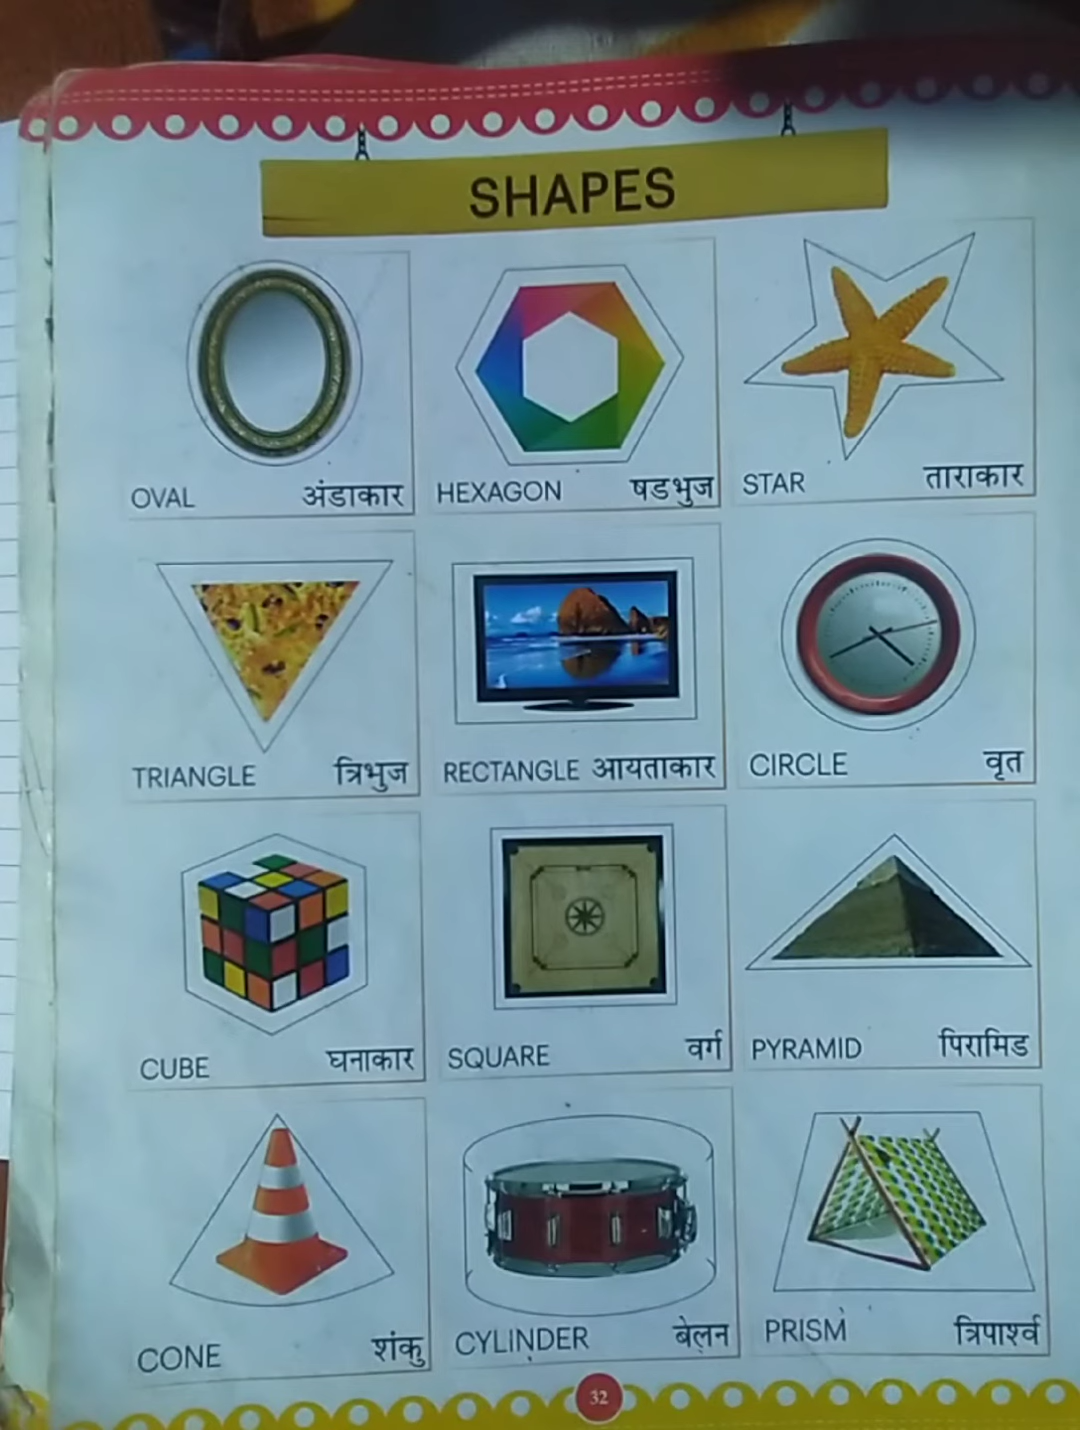 SHAPES
OVAL अंडाकार
HEXAGON षडभुज
STAR ताराकार
TRIANGLE त्रिभुज
RECTANGLE आयताकार
CIRCLE वृत
CUBE घनाकार
SQUARE वर्ग
PYRAMID पिरामिड
CONE शंकु
CYLINDER बेलन
PRISM त्रिपार्श्व
32